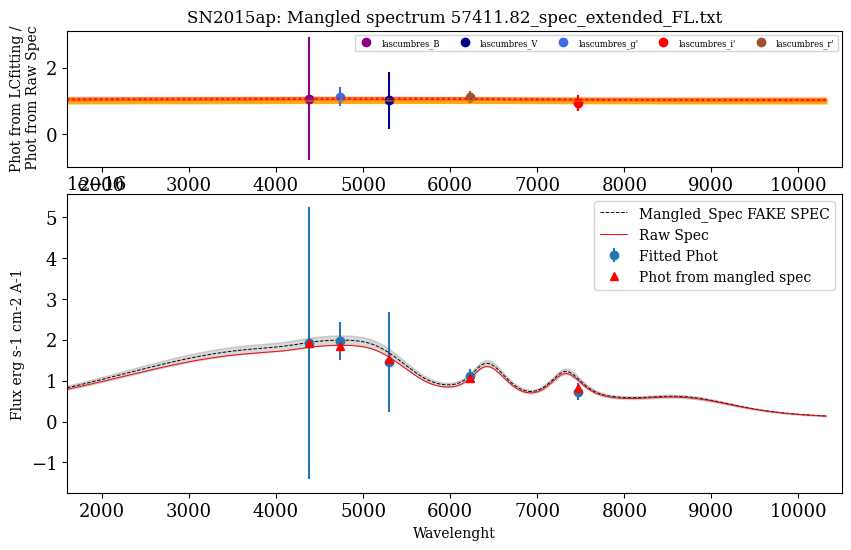 SN2015ap: Mangled spectrum 57411.82_spec_extended_FL.txt
Phot from LCfitting /
Phot from Raw Spec
lascumbres_B lascumbres_V lascumbres_g' lascumbres_i' lascumbres_r'
2
0
2000 3000 4000 5000 6000 7000 8000 9000 10000
Flux erg s-1 cm-2 A-1
Mangled_Spec FAKE SPEC
Raw Spec
Fitted Phot
Phot from mangled spec
5
4
3
2
1
0
−1
2000 3000 4000 5000 6000 7000 8000 9000 10000
Wavelenght